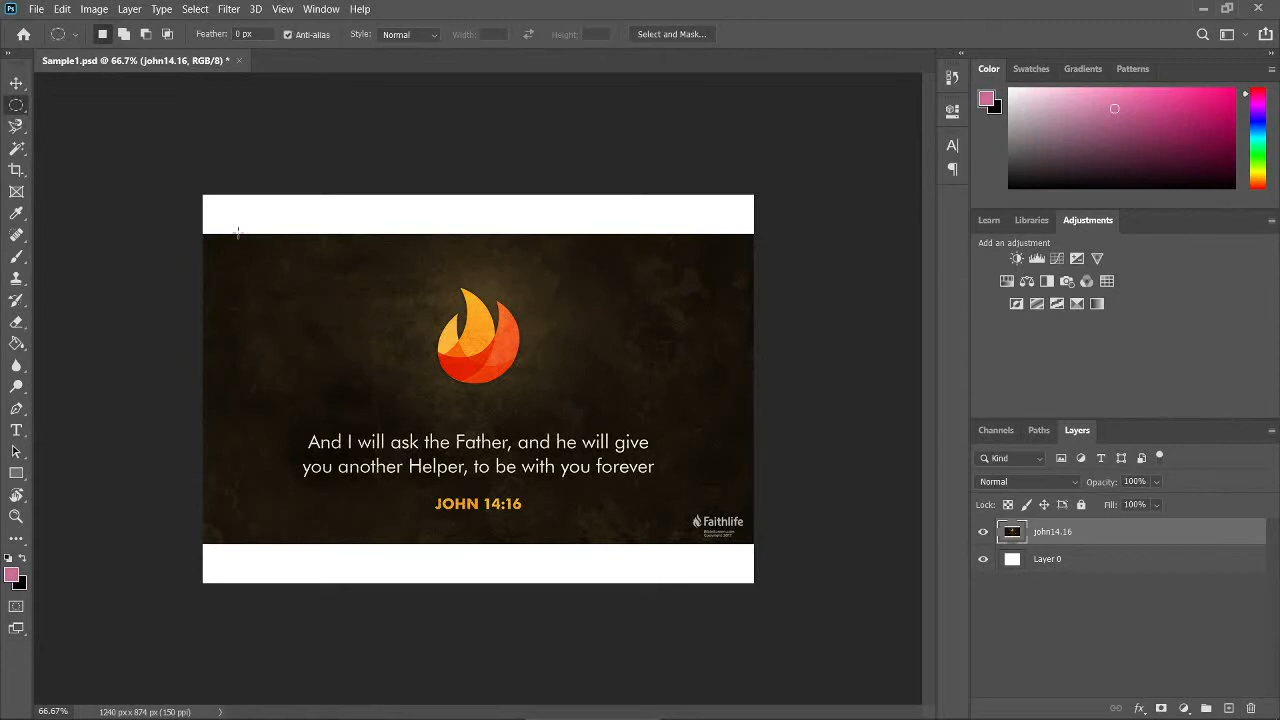 Ps File Edit Image Layer Type Select Filter 3D View Window Help
Feather: 0 px Anti-alias Style: Normal Width: Height: Select and Mask...
Sample1.psd @ 66.7% (john14.16, RGB/8) * ×
Color Swatches Gradients Patterns
Learn Libraries Adjustments
Add an adjustment
And I will ask the Father, and he will give
you another Helper, to be with you forever
JOHN 14:16
Faithlife
Channels Paths Layers
Kind
Normal Opacity: 100%
Lock: Fill: 100%
john14.16
Layer 0
66.67% 1240 px x 874 px (150 ppi)